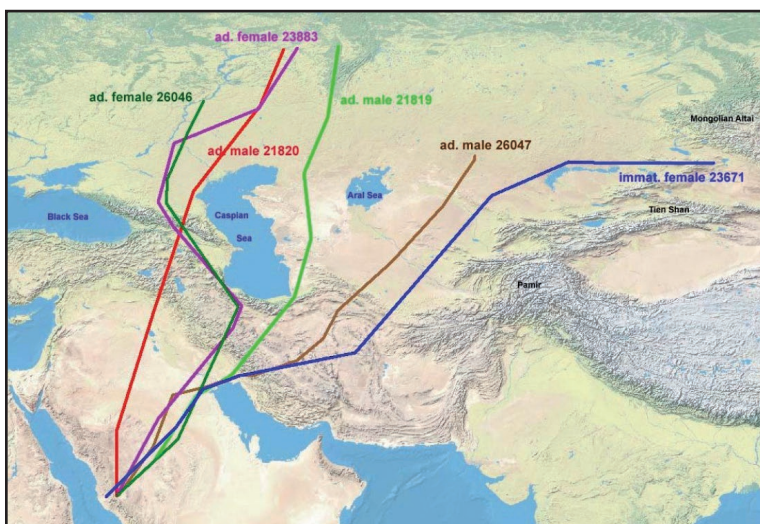 ad. female 23883
ad. female 26046
ad. male 21819
Mongolian Altai
ad. male 21820
ad. male 26047
immat. female 23671
Aral Sea
Black Sea
Caspian
Sea
Tien Shan
Pamir